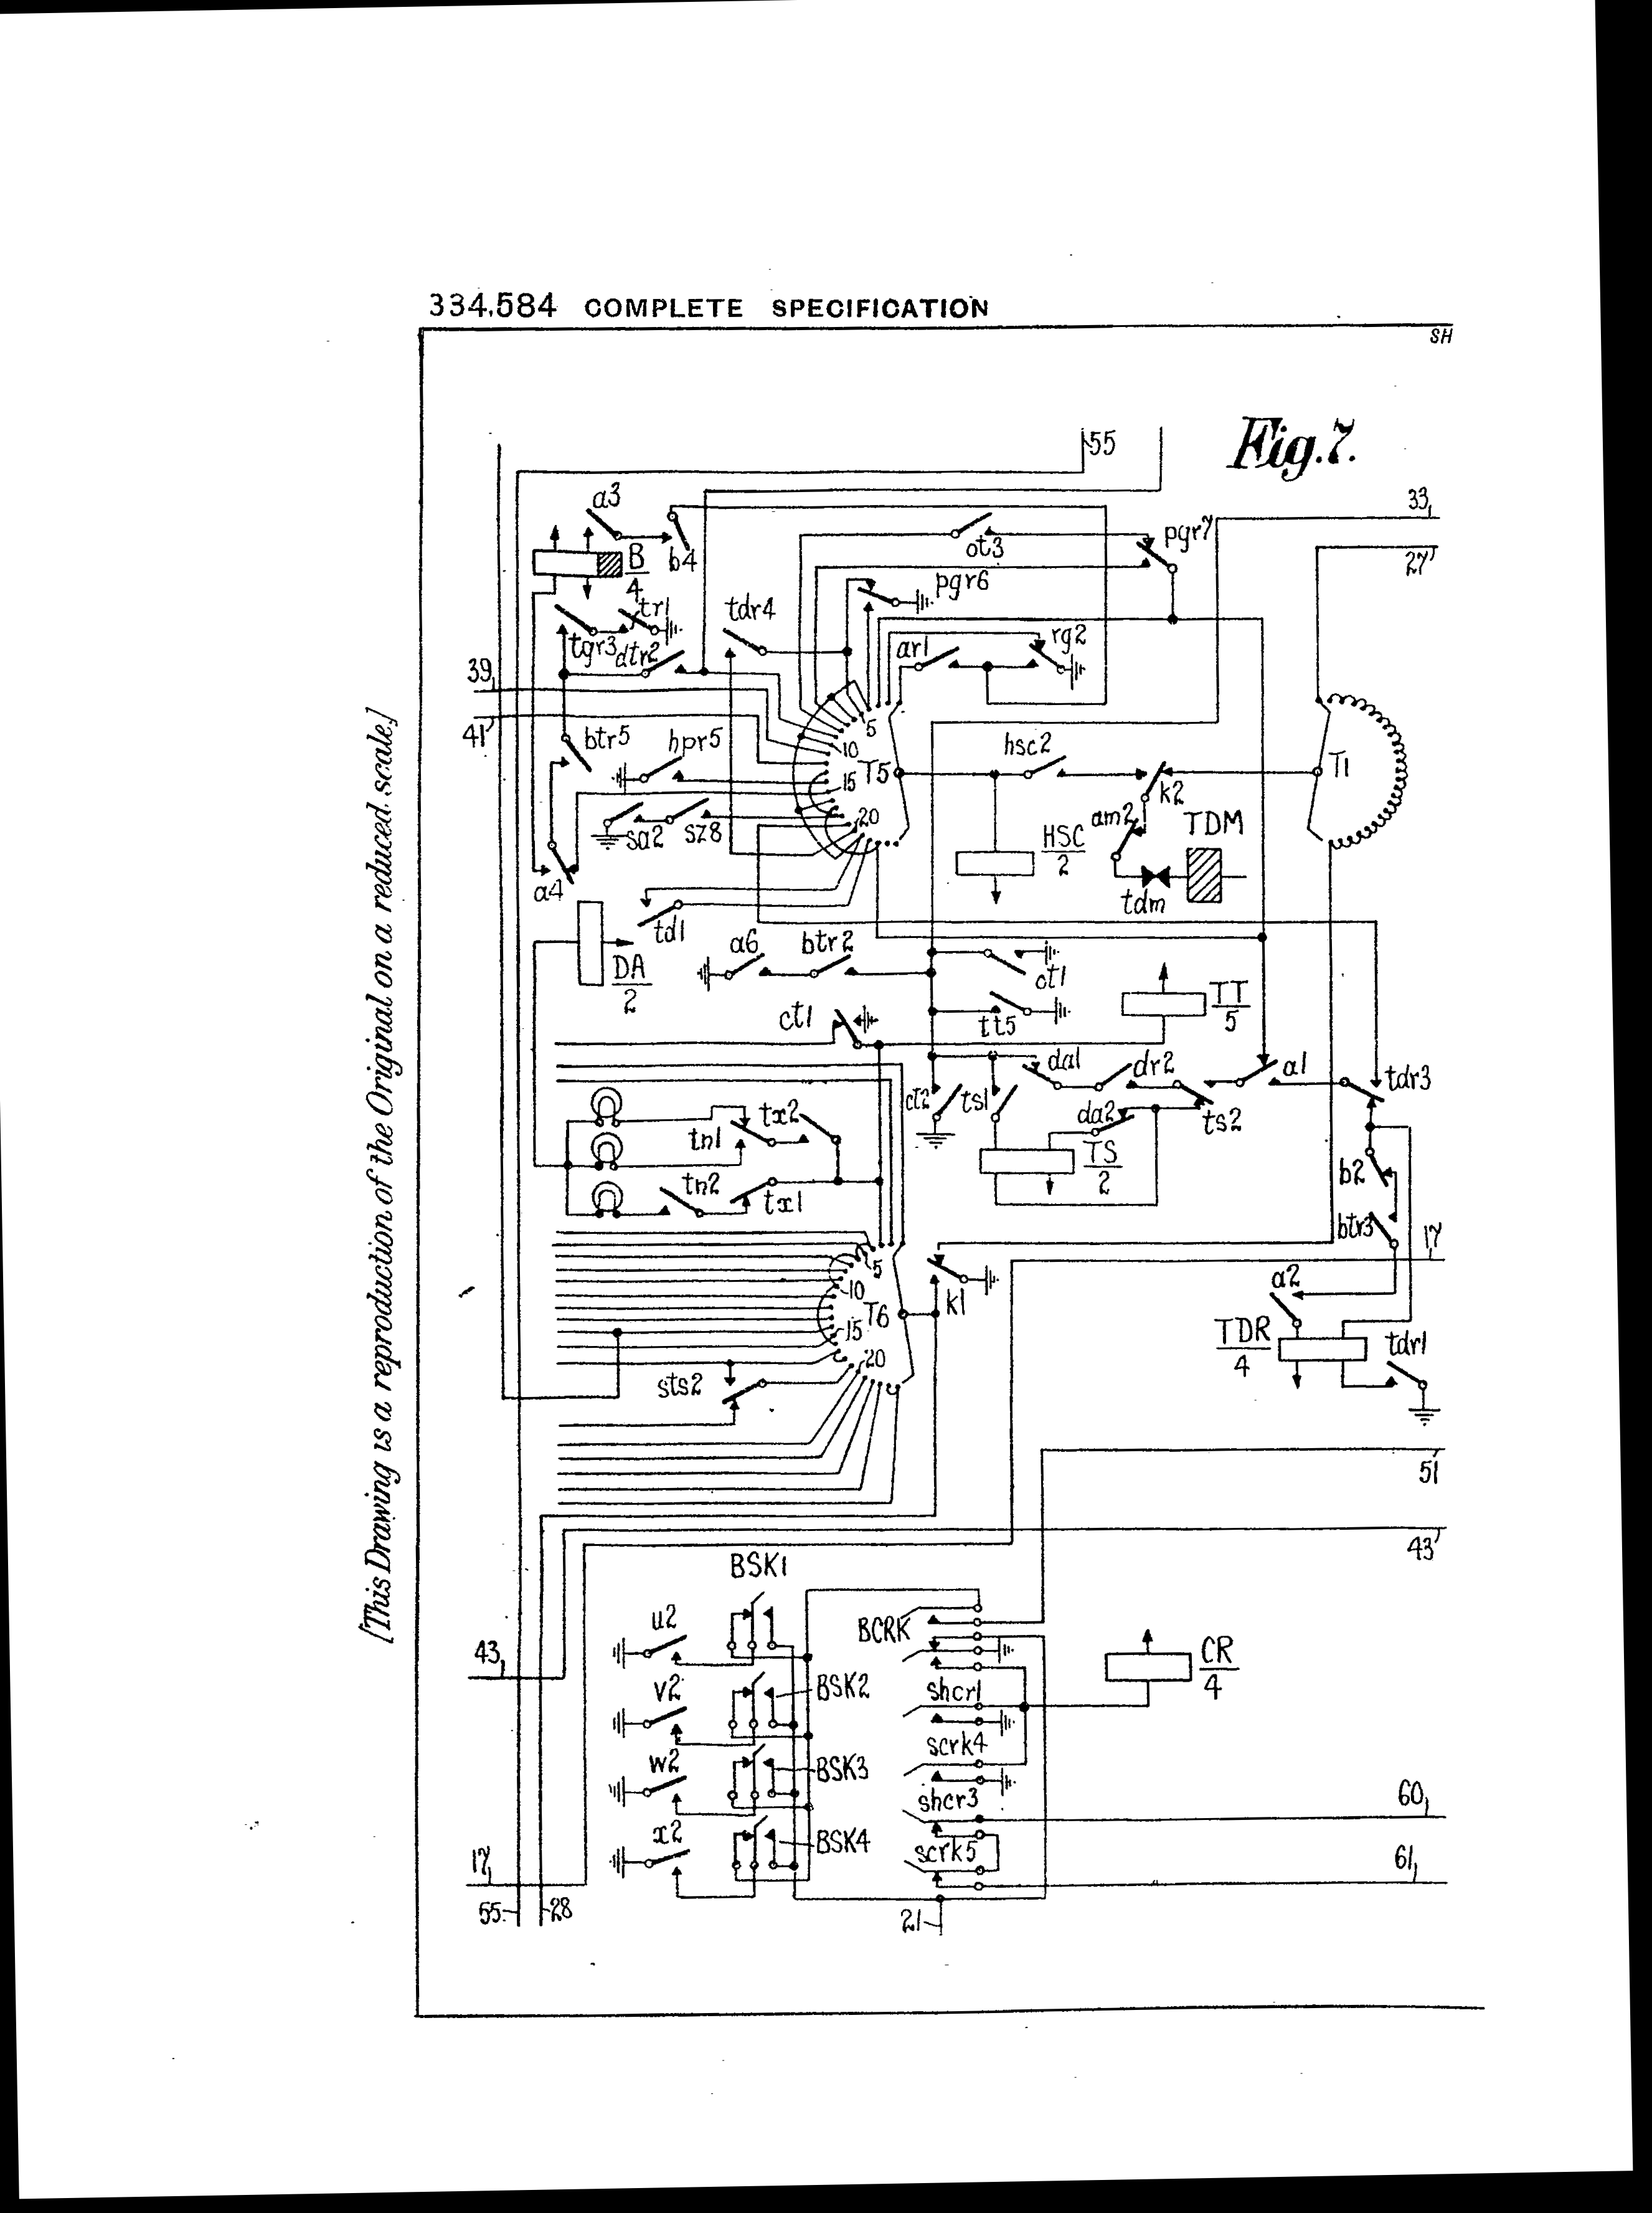 334,584 COMPLETE SPECIFICATION
SH
Fig.7.
[This Drawing is a reproduction of the Original on a reduced scale]
55
33
27
a3
b4
B
4
ot3
pgr7
pgr6
tgr3
tr1
dtr2
tdr4
ar1
rg2
39
41
btr5
hpr5
5
10
T5
15
20
hsc2
k2
T1
sa2
sz8
am2
TDM
HSC
2
tdm
a4
td1
DA
2
a6
btr2
ct1
tt5
TT
5
ct1
da1
dr2
a1
tdr3
ct2
ts1
da2
ts2
TS
2
tx2
tn1
tn2
tx1
b2
btr3
17
5
10
T6
15
20
k1
a2
TDR
4
tdr1
sts2
51
43
BSK1
u2
BCRK
CR
4
43
v2
BSK2
shcr1
w2
BSK3
scrk4
shcr3
60
x2
BSK4
scrk5
61
17
55
28
21